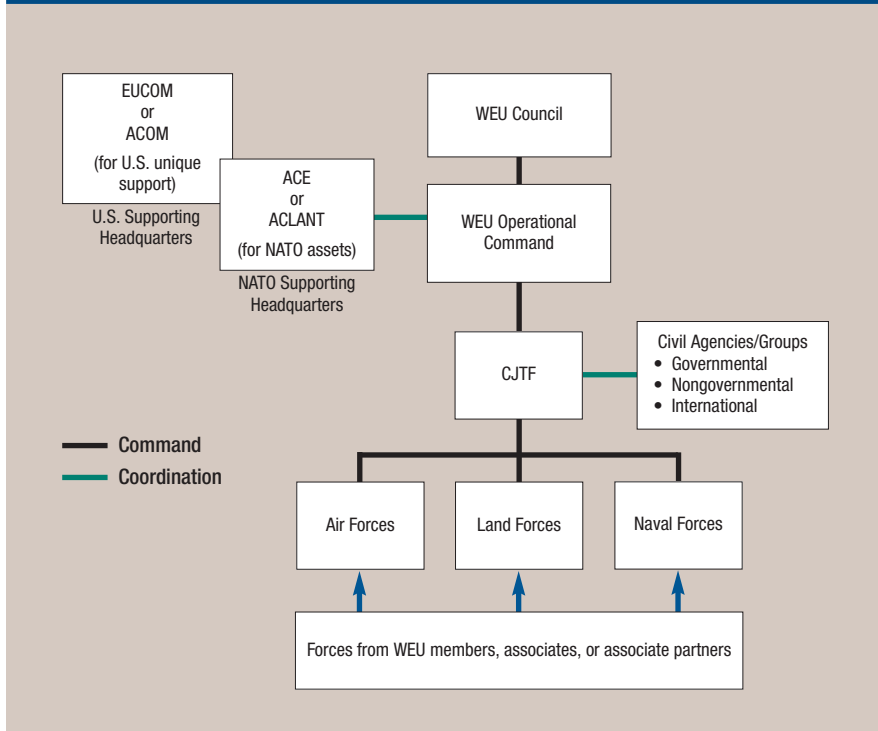 EUCOM
or
ACOM
(for U.S. unique
support)
U.S. Supporting
Headquarters
ACE
or
ACLANT
(for NATO assets)
NATO Supporting
Headquarters
WEU Council
WEU Operational
Command
CJTF
Civil Agencies/Groups
• Governmental
• Nongovernmental
• International
Command
Coordination
Air Forces
Land Forces
Naval Forces
Forces from WEU members, associates, or associate partners